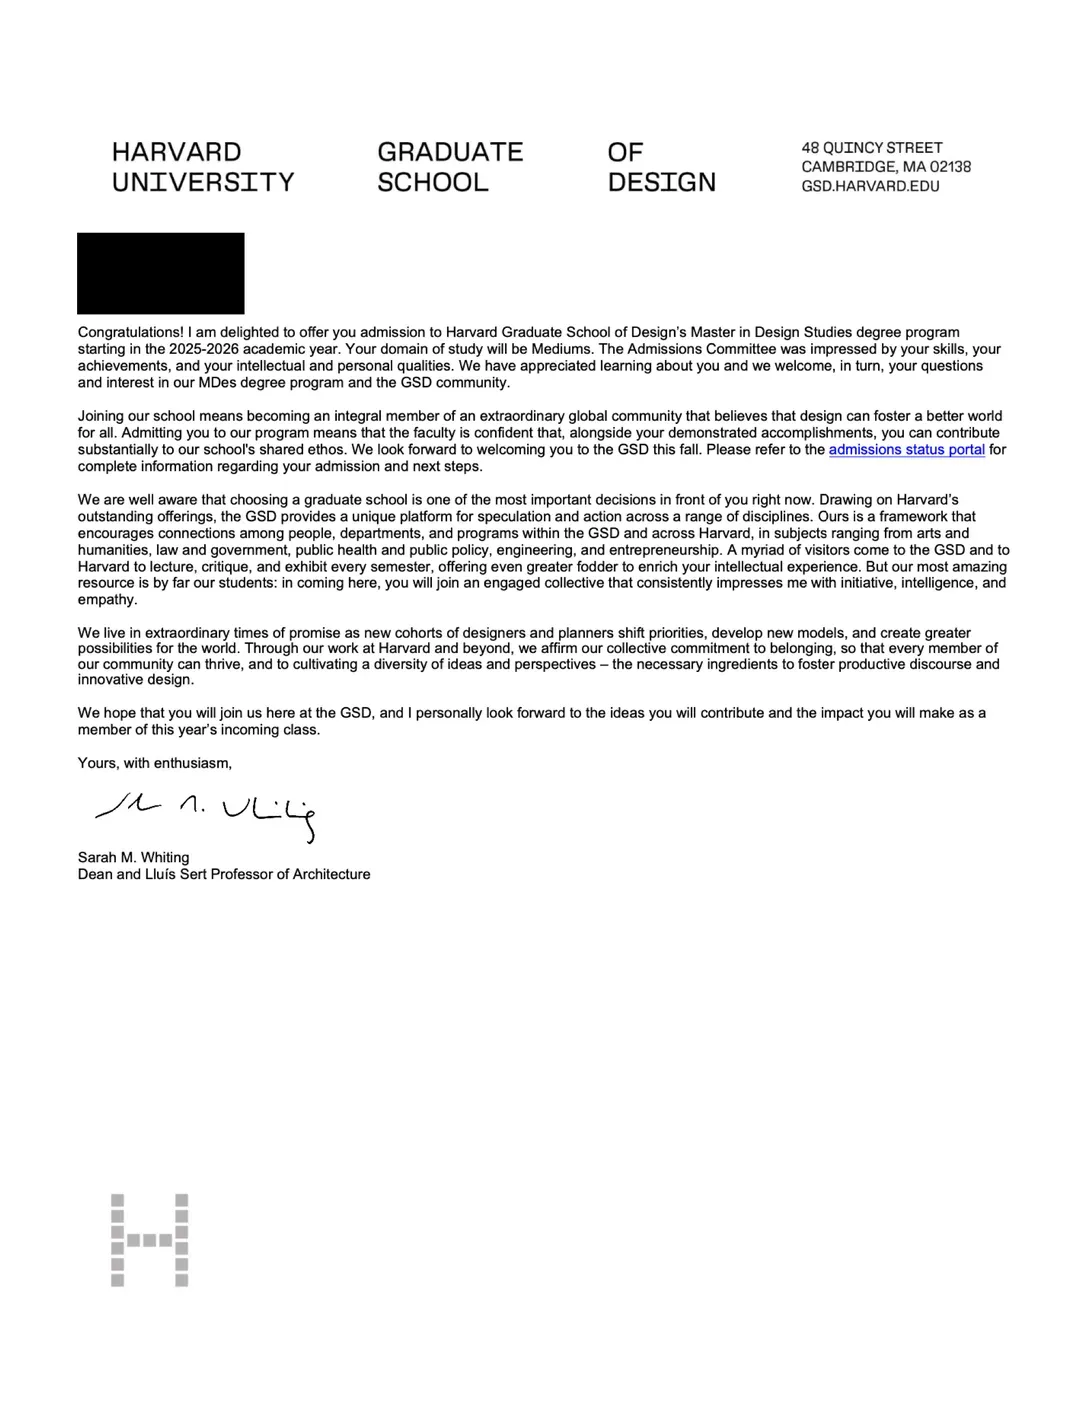 HARVARD UNIVERSITY
GRADUATE SCHOOL
OF DESIGN
48 QUINCY STREET
CAMBRIDGE, MA 02138
GSD.HARVARD.EDU
Congratulations! I am delighted to offer you admission to Harvard Graduate School of Design’s Master in Design Studies degree program
starting in the 2025-2026 academic year. Your domain of study will be Mediums. The Admissions Committee was impressed by your skills, your
achievements, and your intellectual and personal qualities. We have appreciated learning about you and we welcome, in turn, your questions
and interest in our MDes degree program and the GSD community.
Joining our school means becoming an integral member of an extraordinary global community that believes that design can foster a better world
for all. Admitting you to our program means that the faculty is confident that, alongside your demonstrated accomplishments, you can contribute
substantially to our school's shared ethos. We look forward to welcoming you to the GSD this fall. Please refer to the admissions status portal for
complete information regarding your admission and next steps.
We are well aware that choosing a graduate school is one of the most important decisions in front of you right now. Drawing on Harvard’s
outstanding offerings, the GSD provides a unique platform for speculation and action across a range of disciplines. Ours is a framework that
encourages connections among people, departments, and programs within the GSD and across Harvard, in subjects ranging from arts and
humanities, law and government, public health and public policy, engineering, and entrepreneurship. A myriad of visitors come to the GSD and to
Harvard to lecture, critique, and exhibit every semester, offering even greater fodder to enrich your intellectual experience. But our most amazing
resource is by far our students: in coming here, you will join an engaged collective that consistently impresses me with initiative, intelligence, and
empathy.
We live in extraordinary times of promise as new cohorts of designers and planners shift priorities, develop new models, and create greater
possibilities for the world. Through our work at Harvard and beyond, we affirm our collective commitment to belonging, so that every member of
our community can thrive, and to cultivating a diversity of ideas and perspectives – the necessary ingredients to foster productive discourse and
innovative design.
We hope that you will join us here at the GSD, and I personally look forward to the ideas you will contribute and the impact you will make as a
member of this year’s incoming class.
Yours, with enthusiasm,
Sarah M. Whiting
Dean and Lluís Sert Professor of Architecture
H